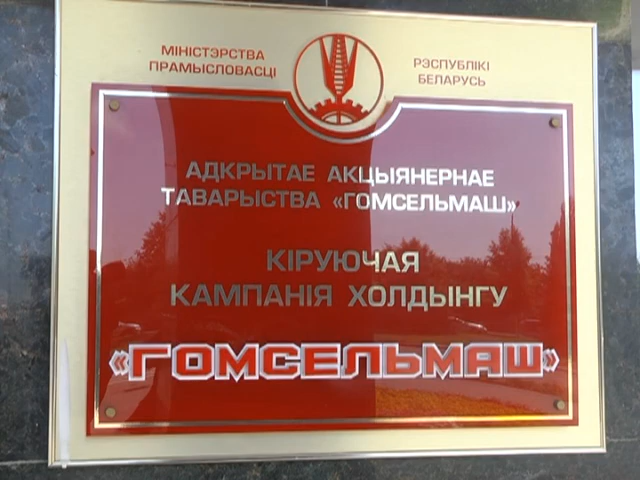 МІНІСТЭРСТВА
ПРАМЫСЛОВАСЦІ
РЭСПУБЛІКІ
БЕЛАРУСЬ
АДКРЫТАЕ АКЦЫЯНЕРНАЕ
ТАВАРЫСТВА «ГОМСЕЛЬМАШ»
КІРУЮЧАЯ
КАМПАНІЯ ХОЛДЫНГУ
«ГОМСЕЛЬМАШ»